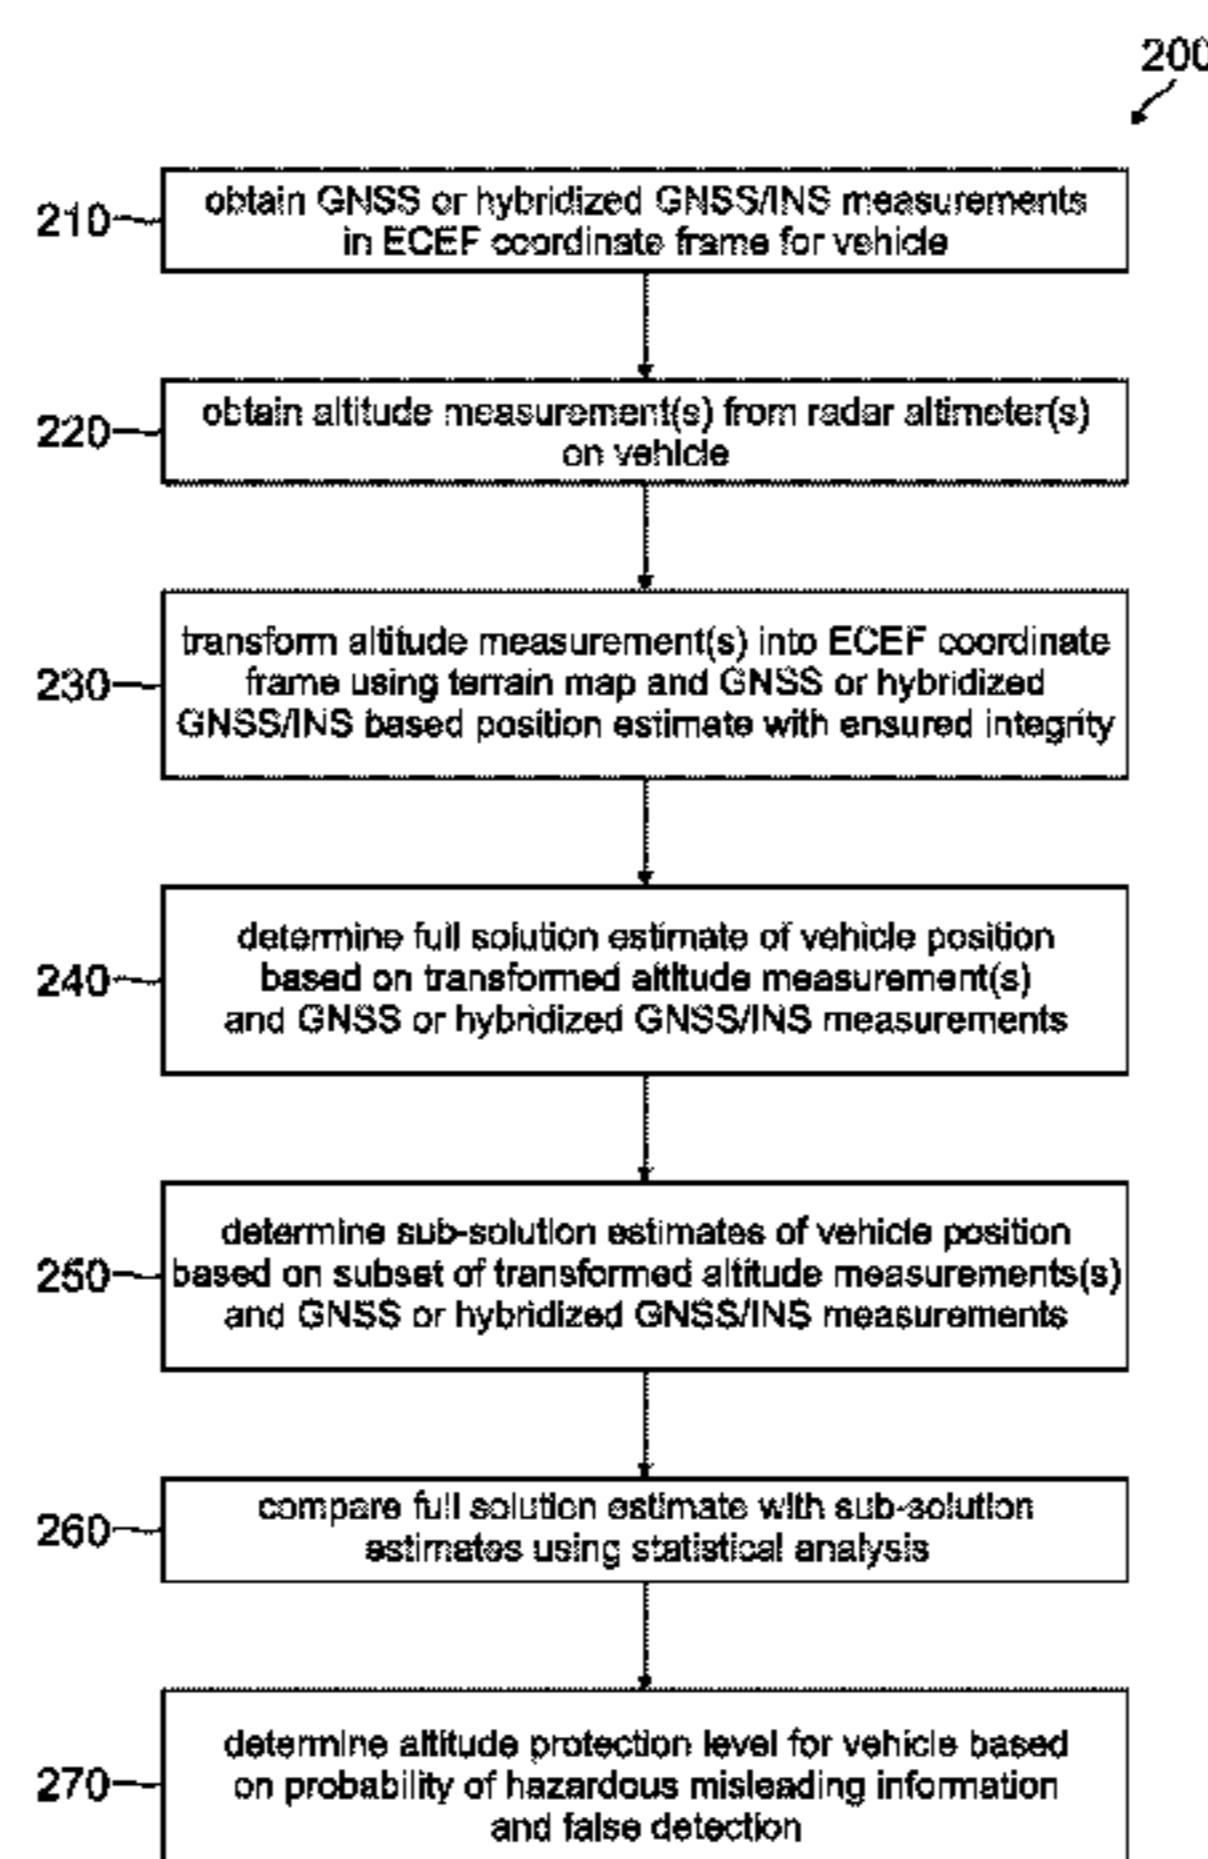 200
210
obtain GNSS or hybridized GNSS/INS measurements
in ECEF coordinate frame for vehicle
220
obtain altitude measurement(s) from radar altimeter(s)
on vehicle
230
transform altitude measurement(s) into ECEF coordinate
frame using terrain map and GNSS or hybridized
GNSS/INS based position estimate with ensured integrity
240
determine full solution estimate of vehicle position
based on transformed altitude measurement(s)
and GNSS or hybridized GNSS/INS measurements
250
determine sub-solution estimates of vehicle position
based on subset of transformed altitude measurements(s)
and GNSS or hybridized GNSS/INS measurements
260
compare full solution estimate with sub-solution
estimates using statistical analysis
270
determine altitude protection level for vehicle based
on probability of hazardous misleading information
and false detection